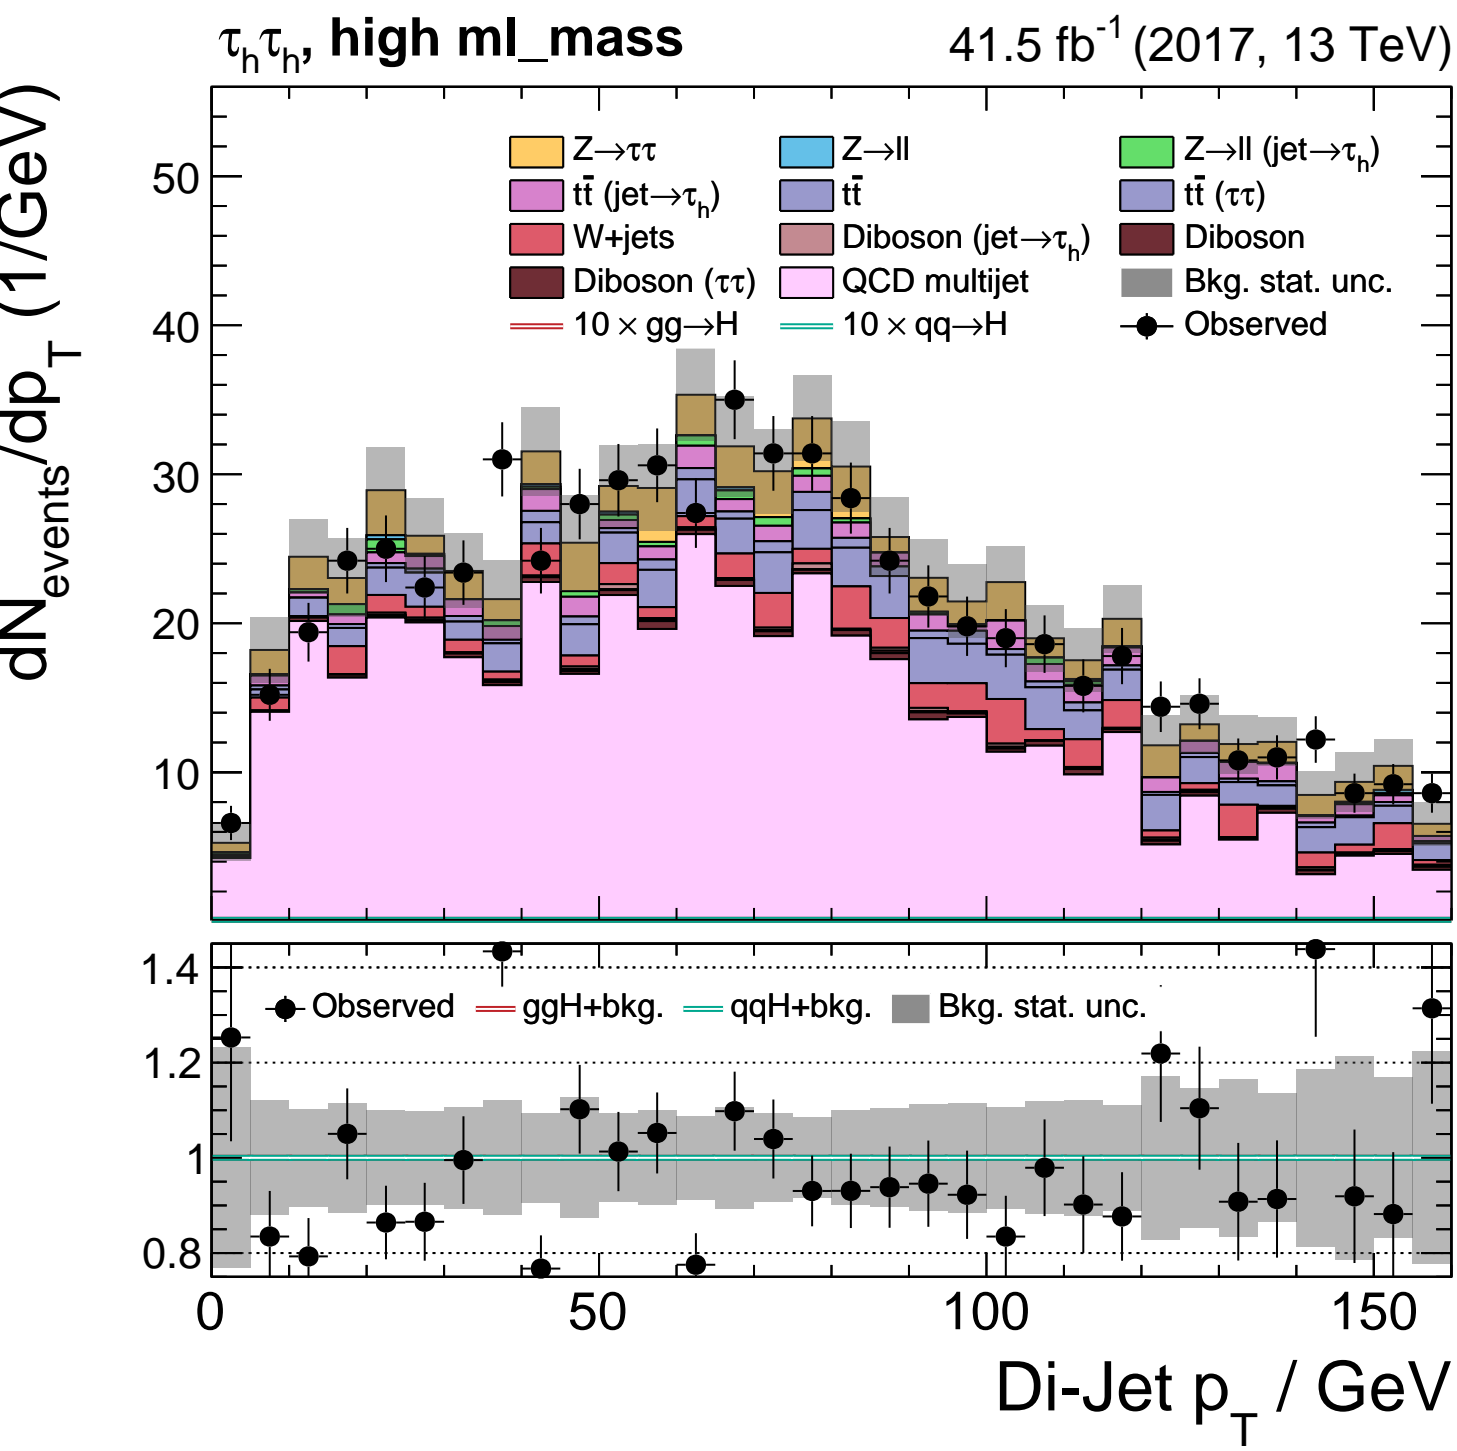 τhτh, high ml_mass 41.5 fb-1 (2017, 13 TeV)
dNevents/dpT (1/GeV)
Z→ττ Z→ll Z→ll (jet→τh)
tt̄ (jet→τh) tt̄ tt̄ (ττ)
W+jets Diboson (jet→τh) Diboson
Diboson (ττ) QCD multijet Bkg. stat. unc.
10 × gg→H 10 × qq→H Observed
50
40
30
20
10
Observed ggH+bkg. qqH+bkg. Bkg. stat. unc.
1.4
1.2
1
0.8
0 50 100 150
Di-Jet pT / GeV